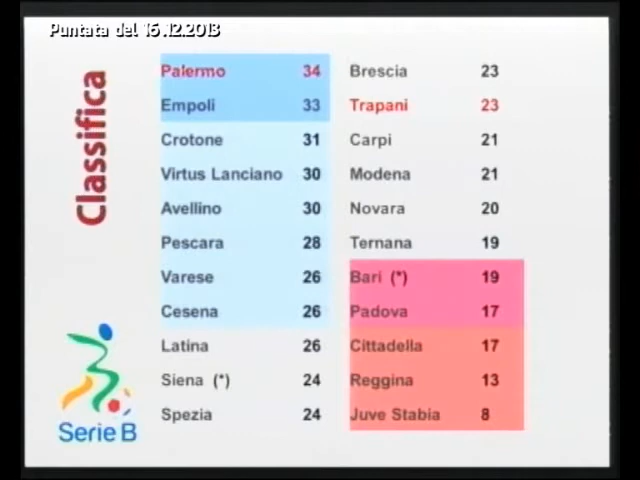 Puntata del 16.12.2013
Classifica
Palermo 34
Empoli 33
Crotone 31
Virtus Lanciano 30
Avellino 30
Pescara 28
Varese 26
Cesena 26
Latina 26
Siena (*) 24
Spezia 24
Brescia 23
Trapani 23
Carpi 21
Modena 21
Novara 20
Ternana 19
Bari (*) 19
Padova 17
Cittadella 17
Reggina 13
Juve Stabia 8
Serie B